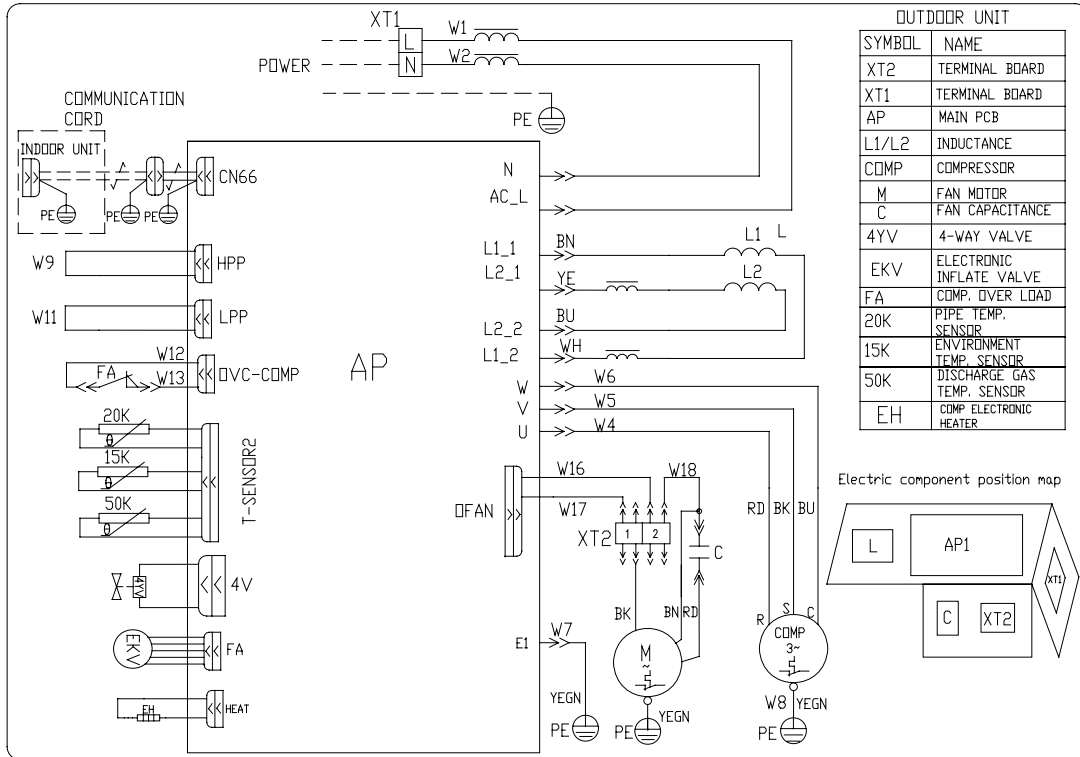 XT1
L
N
W1
W2
POWER
PE
COMMUNICATION
CORD
INDOOR UNIT
PE
PE
PE
CN66
W9
HPP
W11
LPP
W12
FA
W13
OVC-COMP
20K
θ
15K
θ
50K
θ
T-SENSOR2
4YV
4V
EKV
FA
EH
HEAT
AP
N
AC_L
L1_1
BN
L1
L
L2_1
YE
L2
L2_2
BU
L1_2
WH
W
W6
V
W5
U
W4
OFAN
W16
W17
W18
XT2
1
2
C
RD
BK
BU
BK
BN
RD
M
~
R
S
C
COMP
3~
E1
W7
YEGN
PE
YEGN
PE
W8
YEGN
PE
OUTDOOR UNIT
SYMBOL NAME
XT2 TERMINAL BOARD
XT1 TERMINAL BOARD
AP MAIN PCB
L1/L2 INDUCTANCE
COMP COMPRESSOR
M FAN MOTOR
C FAN CAPACITANCE
4YV 4-WAY VALVE
EKV ELECTRONIC
INFLATE VALVE
FA COMP. OVER LOAD
20K PIPE TEMP.
SENSOR
15K ENVIRONMENT
TEMP. SENSOR
50K DISCHARGE GAS
TEMP. SENSOR
EH COMP ELECTRONIC
HEATER
Electric component position map
L
AP1
XT1
C
XT2